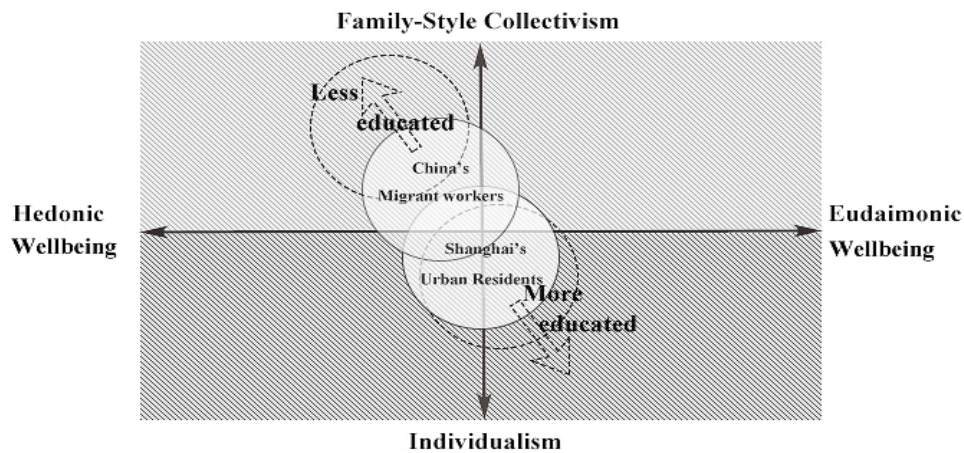 Family-Style Collectivism
Less
educated
China's
Migrant workers
Hedonic
Wellbeing
Eudaimonic
Wellbeing
Shanghai's
Urban Residents
More
educated
Individualism